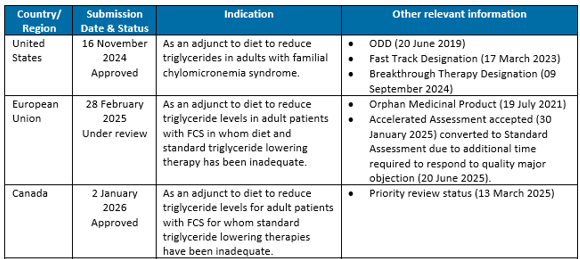 Country/ Region
Submission Date & Status
Indication
Other relevant information
United States
16 November 2024 Approved
As an adjunct to diet to reduce
triglycerides in adults with familial
chylomicronemia syndrome.
• ODD (20 June 2019)
• Fast Track Designation (17 March 2023)
• Breakthrough Therapy Designation (09
September 2024)
European Union
28 February 2025 Under review
As an adjunct to diet to reduce
triglyceride levels in adult patients
with FCS in whom diet and
standard triglyceride lowering
therapy has been inadequate.
• Orphan Medicinal Product (19 July 2021)
• Accelerated Assessment accepted (30
January 2025) converted to Standard
Assessment due to additional time
required to respond to quality major
objection (20 June 2025).
Canada
2 January 2026 Approved
As an adjunct to diet to reduce
triglyceride levels for adult patients
with FCS for whom standard
triglyceride lowering therapies
have been inadequate.
• Priority review status (13 March 2025)